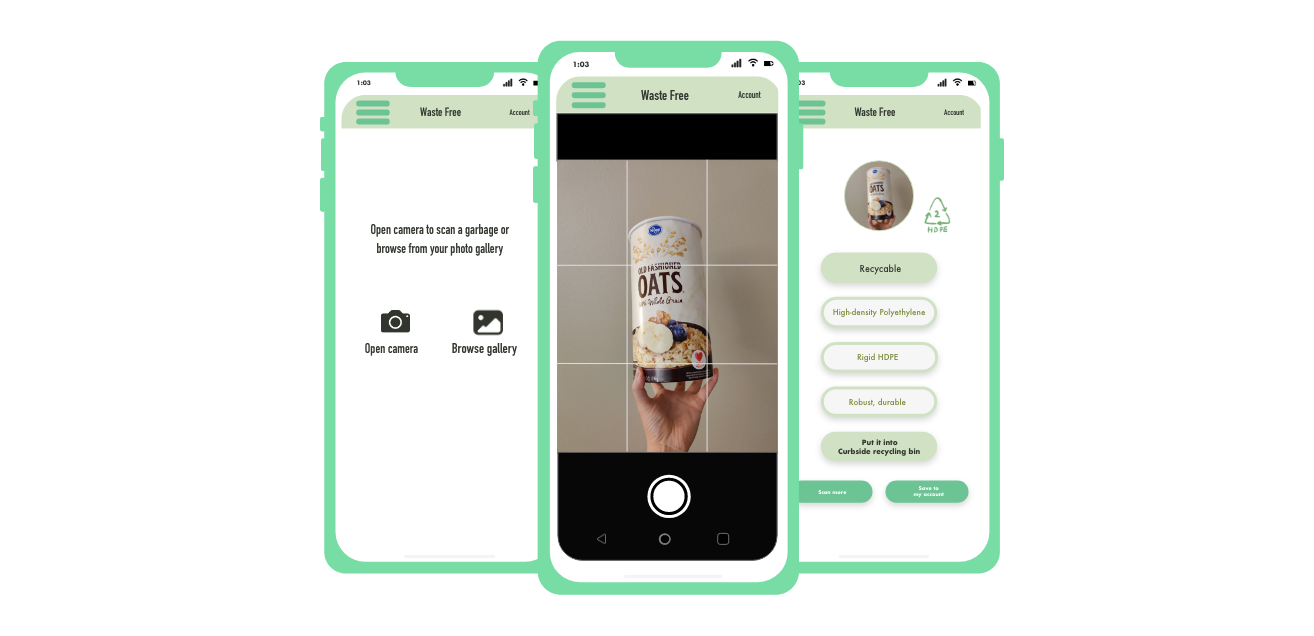 1:03
Waste Free
Account
Open camera to scan a garbage or
browse from your photo gallery
Open camera
Browse gallery
1:03
Waste Free
Account
OLD FASHIONED
OATS
Whole Grain
03
Waste Free
Account
OATS
2
HDPE
Recycable
High-density Polyethylene
Rigid HDPE
Robust, durable
Put it into
Curbside recycling bin
Scan more
Save to
my account